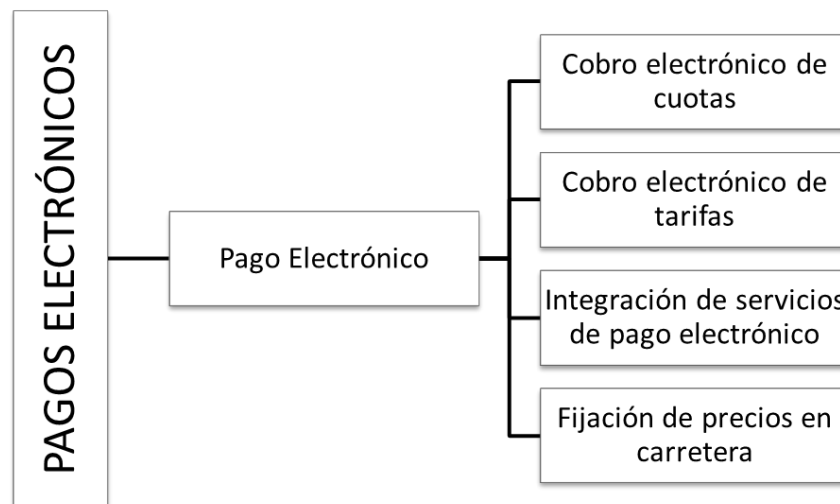 PAGOS ELECTRÓNICOS
Pago Electrónico
Cobro electrónico de
cuotas
Cobro electrónico de
tarifas
Integración de servicios
de pago electrónico
Fijación de precios en
carretera